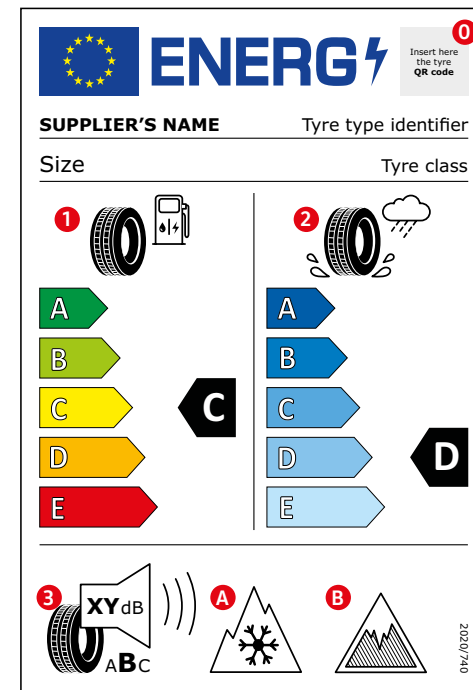 ENERG
0
Insert here
the tyre
QR code
SUPPLIER'S NAME Tyre type identifier
Size Tyre class
1
2
A A
B B
C C C
D D D
E E
3
XYdB
ABC
A
B
2020/740